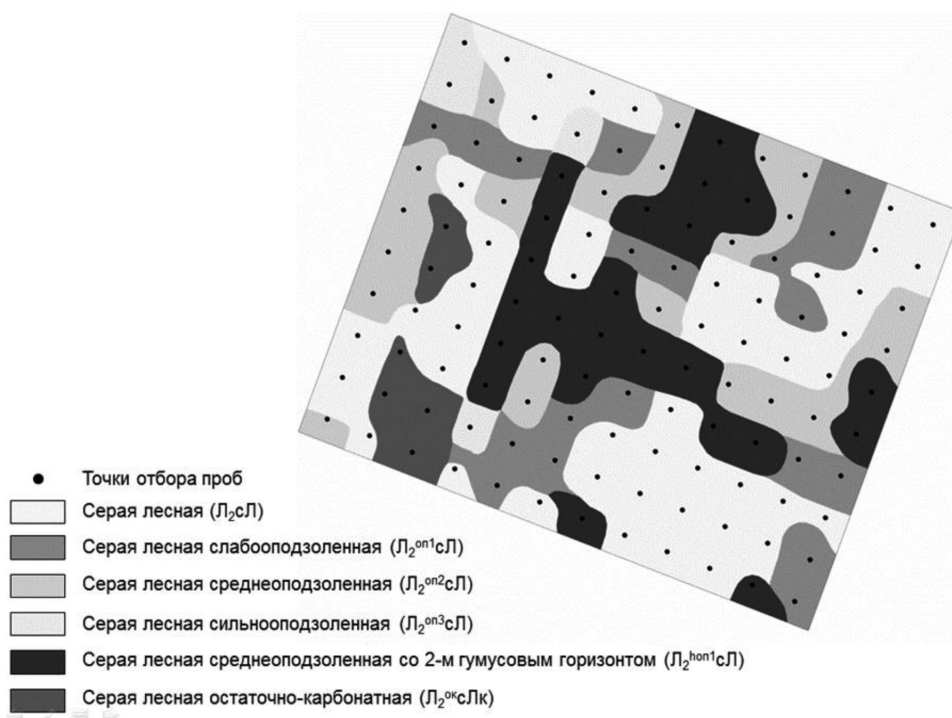 Точки отбора проб
Серая лесная (Л₂сЛ)
Серая лесная слабооподзоленная (Л₂ᵒⁿ¹сЛ)
Серая лесная среднеоподзоленная (Л₂ᵒⁿ²сЛ)
Серая лесная сильнооподзоленная (Л₂ᵒⁿ³сЛ)
Серая лесная среднеоподзоленная со 2-м гумусовым горизонтом (Л₂ʰᵒⁿ¹сЛ)
Серая лесная остаточно-карбонатная (Л₂ᵒᵏсЛк)